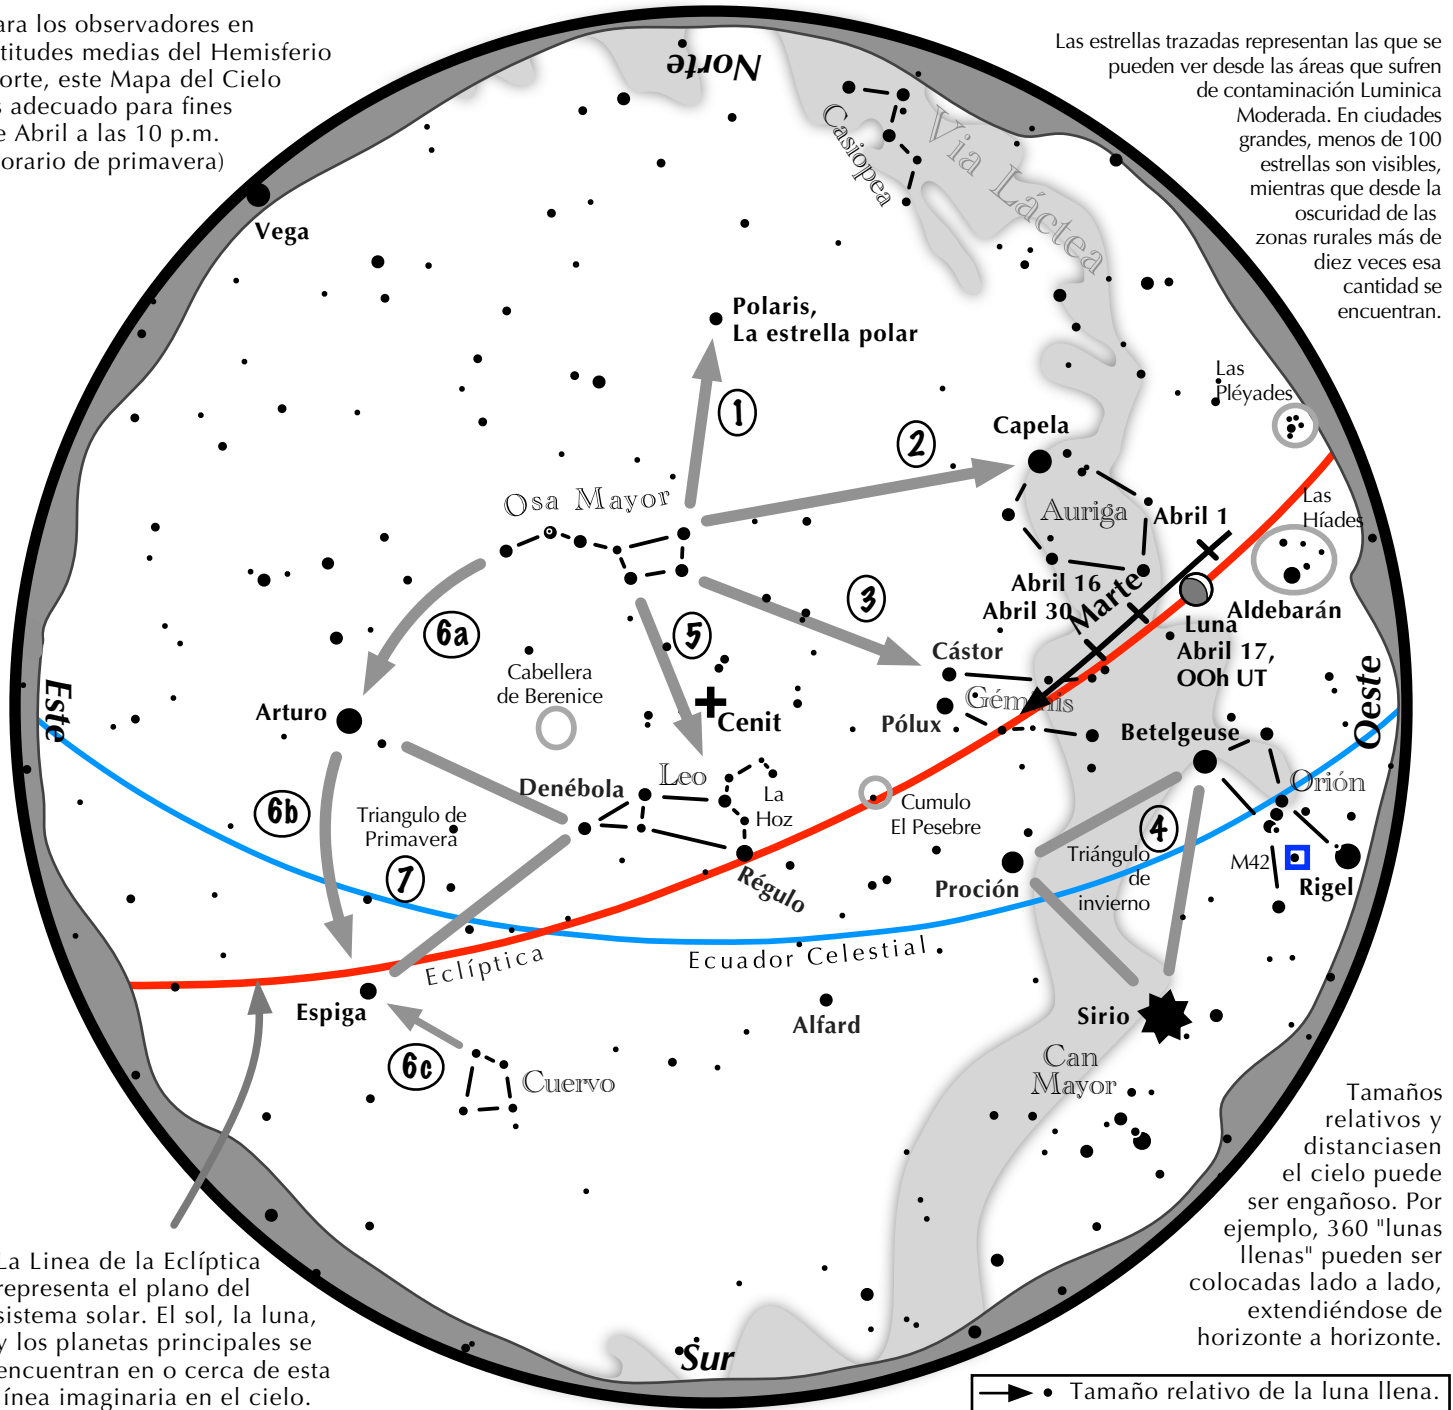 ara los observadores en
titudes medias del Hemisferio
orte, este Mapa del Cielo
s adecuado para fines
e Abril a las 10 p.m.
orario de primavera)
Las estrellas trazadas representan las que se
pueden ver desde las áreas que sufren
de contaminación Luminica
Moderada. En ciudades
grandes, menos de 100
estrellas son visibles,
mientras que desde la
oscuridad de las
zonas rurales más de
diez veces esa
cantidad se
encuentran.
Norte
Casiopea
Via Láctea
Vega
Polaris,
La estrella polar
1
2
Capela
Las
Pléyades
Osa Mayor
Auriga
Abril 1
Las
Híades
Abril 16
Abril 30
Marte
Aldebarán
Luna
Abril 17,
OOh UT
3
5
6a
Cástor
Géminis
Pólux
Cabellera
de Berenice
Cenit
Este
Oeste
Arturo
Betelgeuse
Orión
Denébola
Leo
La
Hoz
Cumulo
El Pesebre
6b
Triangulo de
Primavera
7
4
Triángulo
de
invierno
M42
Rigel
Régulo
Proción
Eclíptica
Ecuador Celestial
Espiga
Alfard
Sirio
6c
Cuervo
Can
Mayor
Tamaños
relativos y
distanciasen
el cielo puede
ser engañoso. Por
ejemplo, 360 "lunas
llenas" pueden ser
colocadas lado a lado,
extendiéndose de
horizonte a horizonte.
La Linea de la Eclíptica
representa el plano del
sistema solar. El sol, la luna,
y los planetas principales se
encuentran en o cerca de esta
línea imaginaria en el cielo.
Sur
Tamaño relativo de la luna llena.